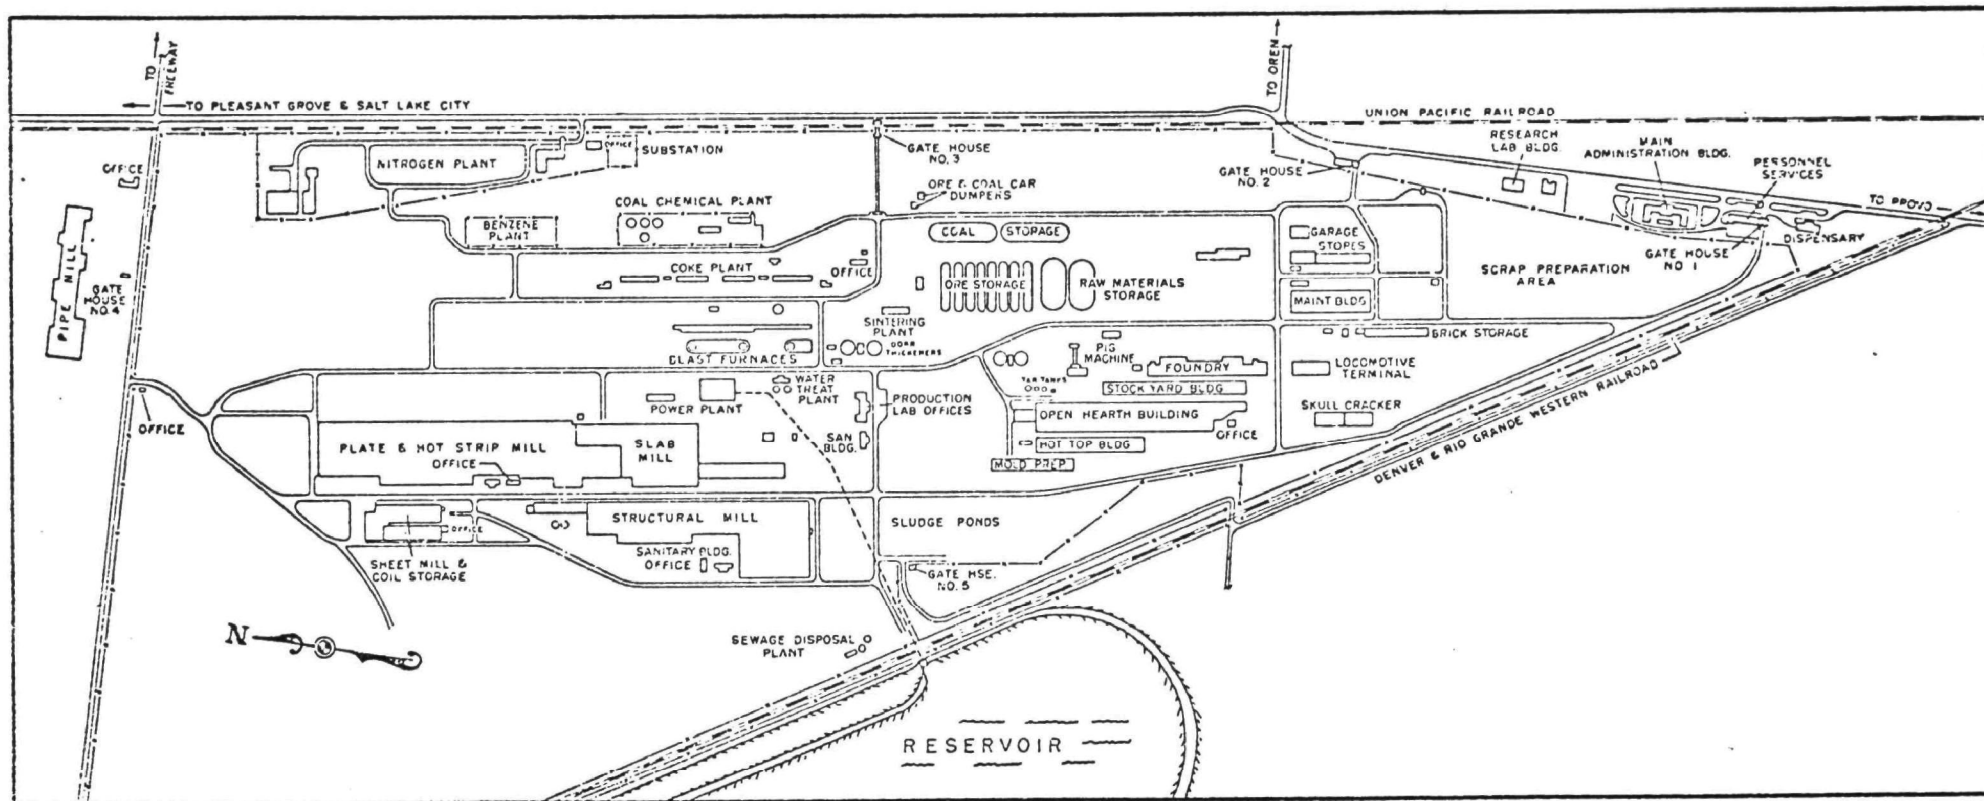 TO
FREEWAY
TO OREN
TO PLEASANT GROVE & SALT LAKE CITY
UNION PACIFIC RAILROAD
OFFICE
NITROGEN PLANT
OFFICE
SUBSTATION
GATE HOUSE
NO. 3
ORE & COAL CAR
DUMPERS
GATE HOUSE
NO. 2
RESEARCH
LAB BLDG.
MAIN
ADMINISTRATION BLDG.
PERSONNEL
SERVICES
TO PROVO
DISPENSARY
GATE HOUSE
NO. 1
SCRAP PREPARATION
AREA
BENZENE
PLANT
COAL CHEMICAL PLANT
COAL
STORAGE
GARAGE
STOPES
PIPE MILL
GATE
HOUSE
NO.4
COKE PLANT
OFFICE
ORE STORAGE
RAW MATERIALS
STORAGE
MAINT BLDG
SINTERING
PLANT
DORR
THICKENERS
BLAST FURNACES
PIG
MACHINE
BRICK STORAGE
FOUNDRY
LOCOMOTIVE
TERMINAL
WATER
TREAT
PLANT
TAR TANKS
STOCK YARD BLDG
POWER PLANT
PRODUCTION
LAB OFFICES
OPEN HEARTH BUILDING
SKULL CRACKER
OFFICE
OFFICE
PLATE & HOT STRIP MILL
OFFICE
SLAB
MILL
SAN
BLDG.
HOT TOP BLDG
MOLD PREP.
DENVER & RIO GRANDE WESTERN RAILROAD
OFFICE
STRUCTURAL MILL
SLUDGE PONDS
SHEET MILL &
COIL STORAGE
SANITARY BLDG.
OFFICE
GATE HSE.
NO. 5
N
SEWAGE DISPOSAL
PLANT
RESERVOIR